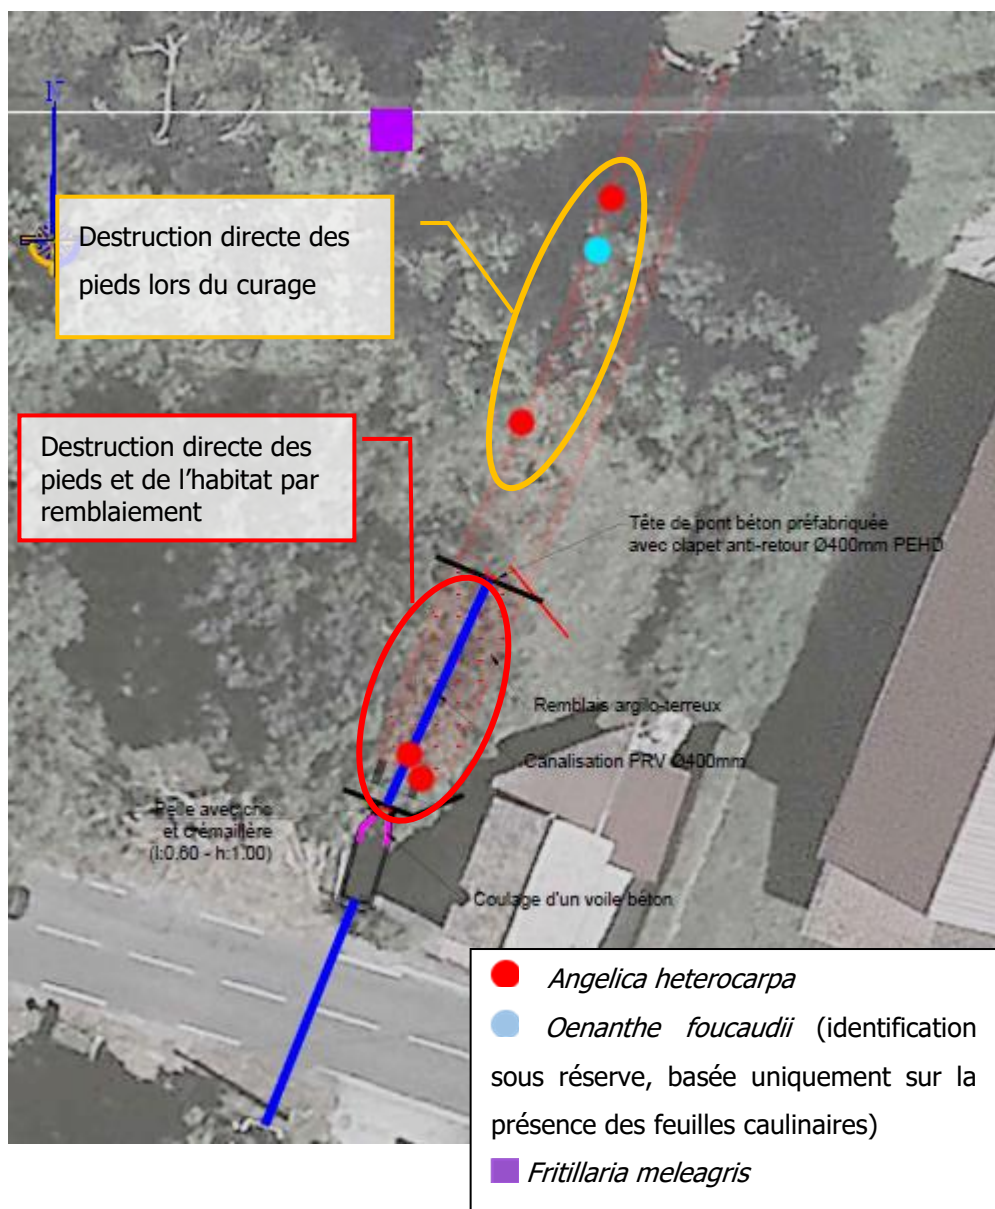 N
Destruction directe des
pieds lors du curage
Destruction directe des
pieds et de l'habitat par
remblaiement
Tête de pont béton préfabriquée
avec clapet anti-retour Ø400mm PEHD
Remblais argilo-terreux
Canalisation PRV Ø400mm
Pelle avec cric
et crémaillère
(l:0.60 - h:1.00)
Coulage d'un voile béton
Angelica heterocarpa
Oenanthe foucaudii (identification
sous réserve, basée uniquement sur la
présence des feuilles caulinaires)
Fritillaria meleagris